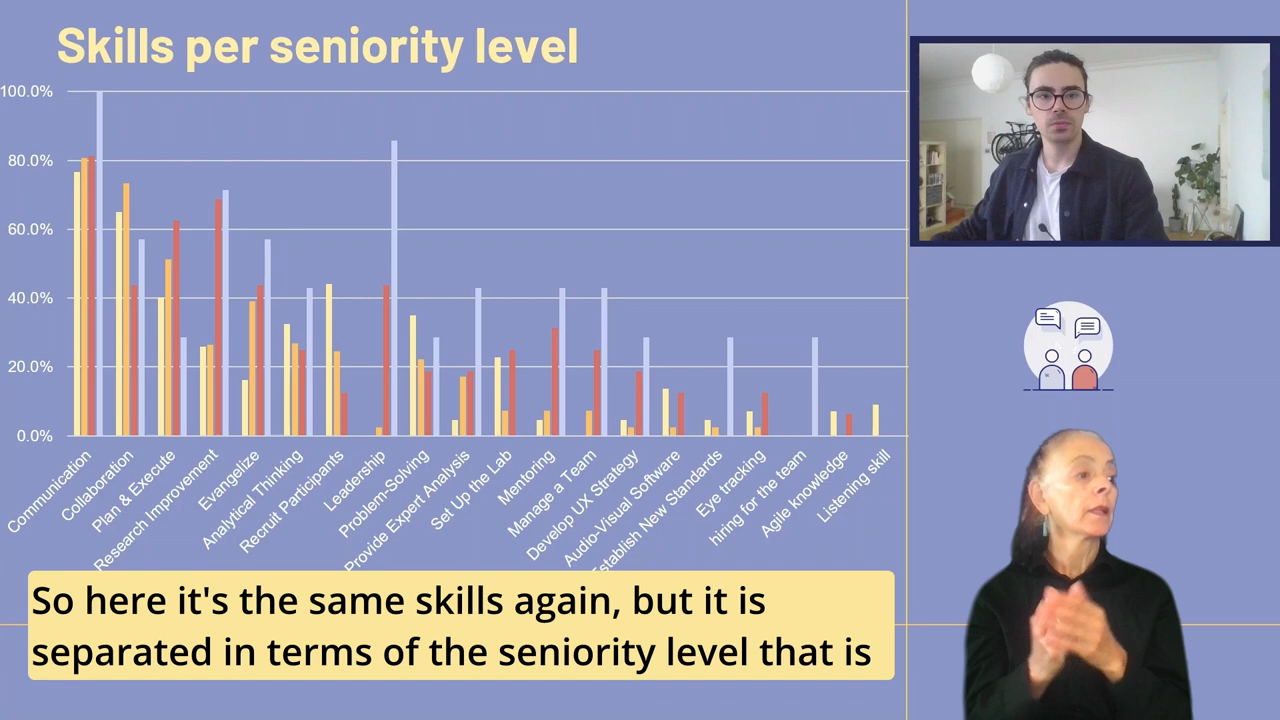 Skills per seniority level
100.0%
80.0%
60.0%
40.0%
20.0%
0.0%
Communication
Collaboration
Plan & Execute
Research Improvement
Evangelize
Analytical Thinking
Recruit Participants
Leadership
Problem-Solving
Provide Expert Analysis
Set Up the Lab
Mentoring
Manage a Team
Develop UX Strategy
Audio-Visual Software
Establish New Standards
Eye tracking
hiring for the team
Agile knowledge
Listening skill
So here it's the same skills again, but it is
separated in terms of the seniority level that is